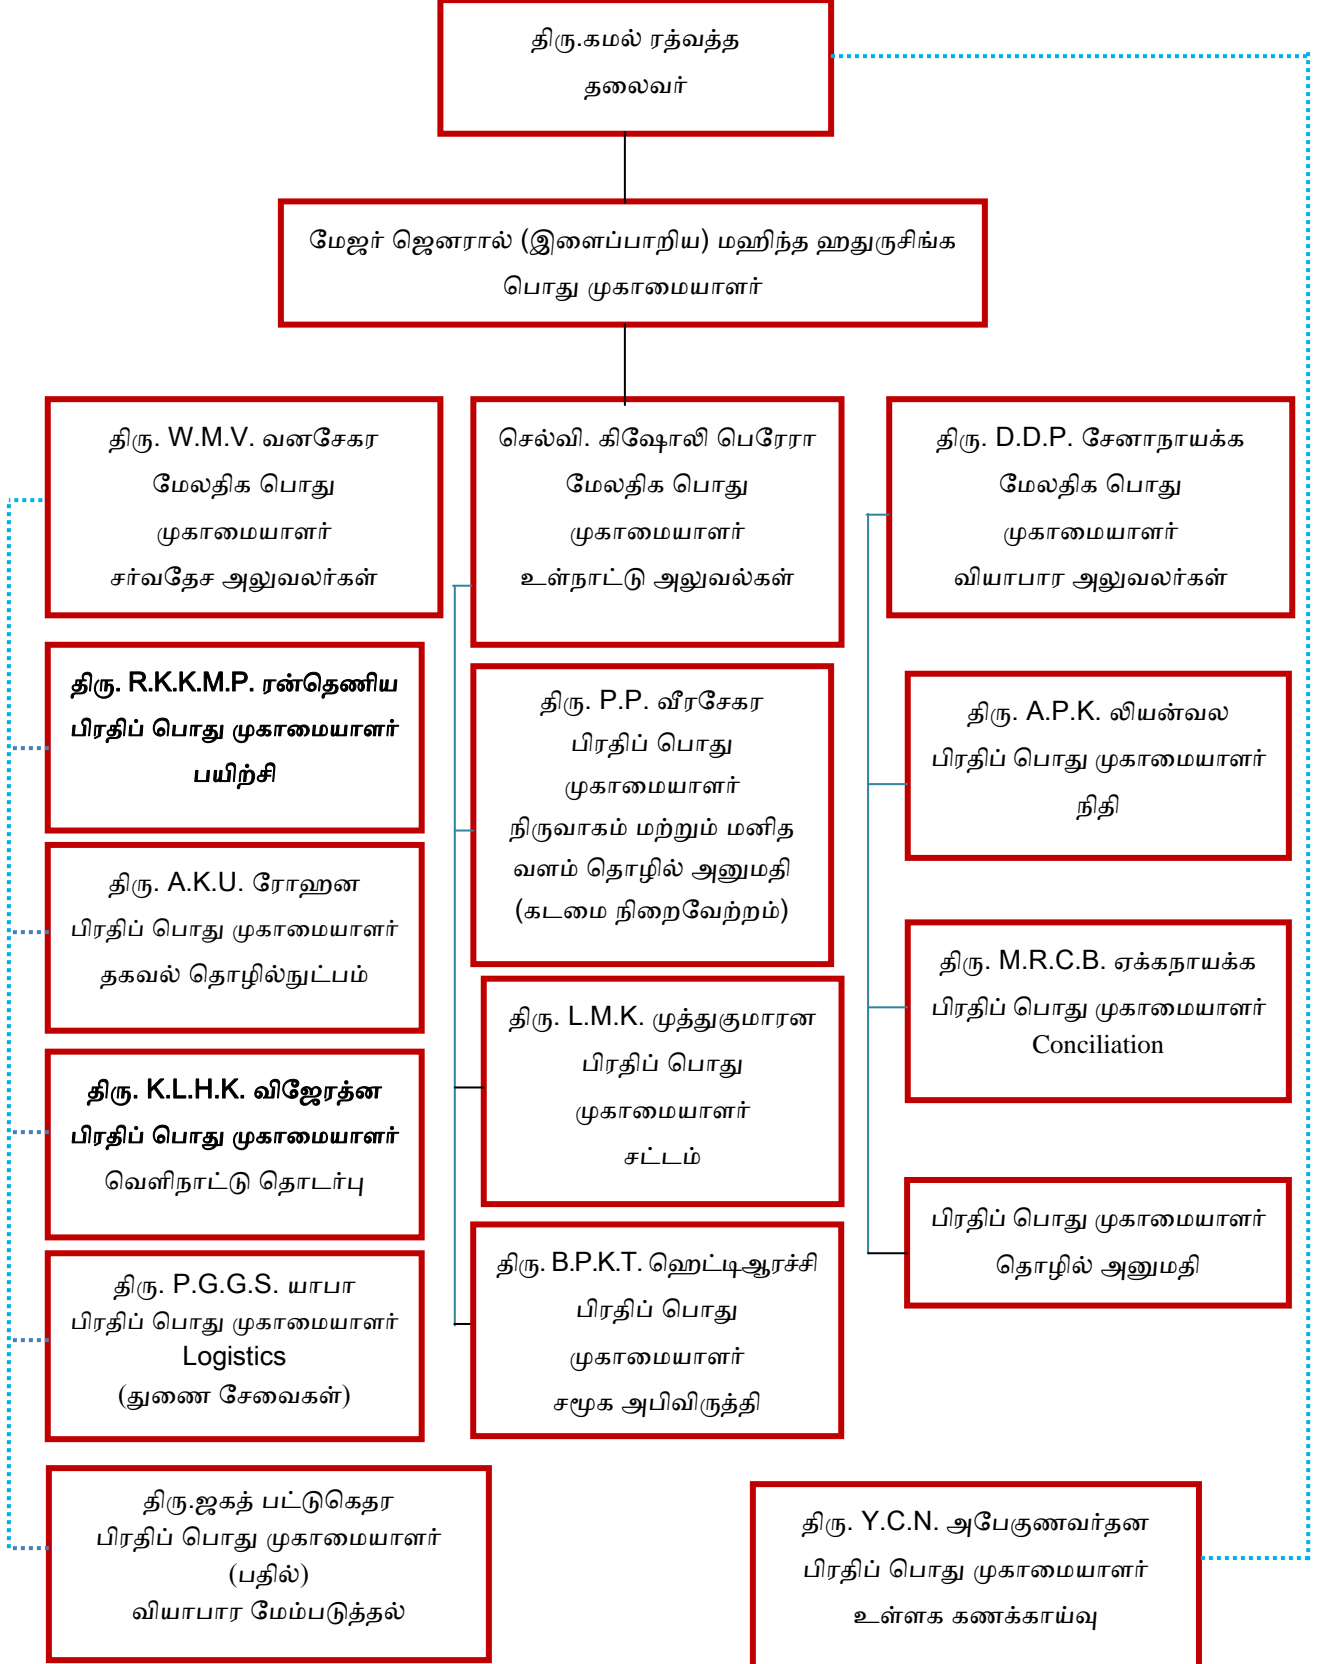 திரு.கமல் ரத்வத்த
தலைவர்
மேஜர் ஜெனரால் (இளைப்பாறிய) மஹிந்த ஹதுருசிங்க
பொது முகாமையாளர்
திரு. W.M.V. வனசேகர
மேலதிக பொது
முகாமையாளர்
சர்வதேச அலுவலர்கள்
திரு. R.K.K.M.P. ரன்தெணிய
பிரதிப் பொது முகாமையாளர்
பயிற்சி
திரு. A.K.U. ரோஹன
பிரதிப் பொது முகாமையாளர்
தகவல் தொழில்நுட்பம்
திரு. K.L.H.K. விஜேரத்ன
பிரதிப் பொது முகாமையாளர்
வெளிநாட்டு தொடர்பு
திரு. P.G.G.S. யாபா
பிரதிப் பொது முகாமையாளர்
Logistics
(துணை சேவைகள்)
திரு.ஜகத் பட்டுகெதர
பிரதிப் பொது முகாமையாளர்
(பதில்)
வியாபார மேம்படுத்தல்
செல்வி. கிஷோலி பெரேரா
மேலதிக பொது
முகாமையாளர்
உள்நாட்டு அலுவல்கள்
திரு. P.P. வீரசேகர
பிரதிப் பொது
முகாமையாளர்
நிருவாகம் மற்றும் மனித
வளம் தொழில் அனுமதி
(கடமை நிறைவேற்றம்)
திரு. L.M.K. முத்துகுமாரன
பிரதிப் பொது
முகாமையாளர்
சட்டம்
திரு. B.P.K.T. ஹெட்டிஆரச்சி
பிரதிப் பொது
முகாமையாளர்
சமூக அபிவிருத்தி
திரு. D.D.P. சேனாநாயக்க
மேலதிக பொது
முகாமையாளர்
வியாபார அலுவலர்கள்
திரு. A.P.K. லியன்வல
பிரதிப் பொது முகாமையாளர்
நிதி
திரு. M.R.C.B. ஏக்கநாயக்க
பிரதிப் பொது முகாமையாளர்
Conciliation
பிரதிப் பொது முகாமையாளர்
தொழில் அனுமதி
திரு. Y.C.N. அபேகுணவர்தன
பிரதிப் பொது முகாமையாளர்
உள்ளக கணக்காய்வு